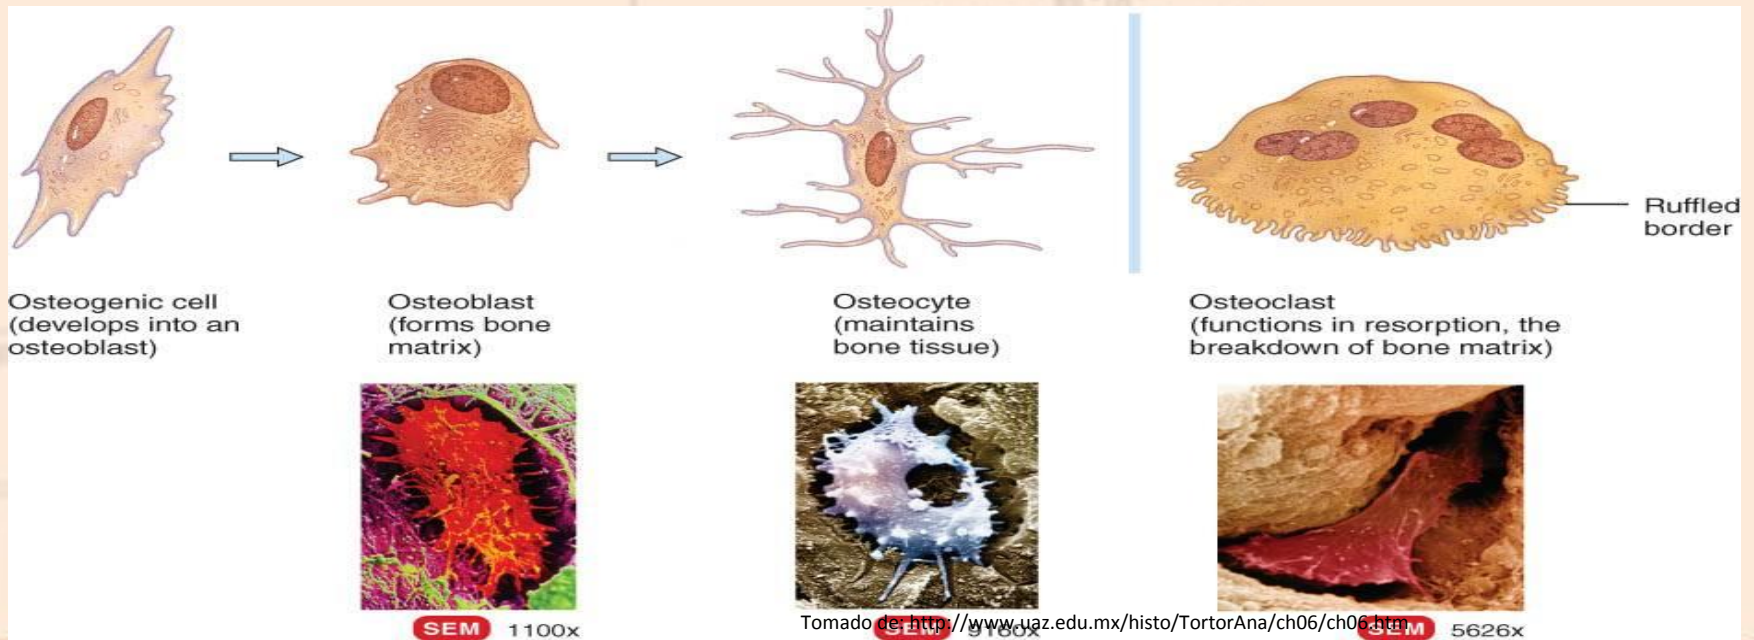 Ruffled
border
Osteogenic cell
(develops into an
osteoblast)
Osteoblast
(forms bone
matrix)
Osteocyte
(maintains
bone tissue)
Osteoclast
(functions in resorption, the
breakdown of bone matrix)
SEM 1100x
SEM 9160x
SEM 5626x
Tomado de: http://www.uaz.edu.mx/histo/TortorAna/ch06/ch06.htm